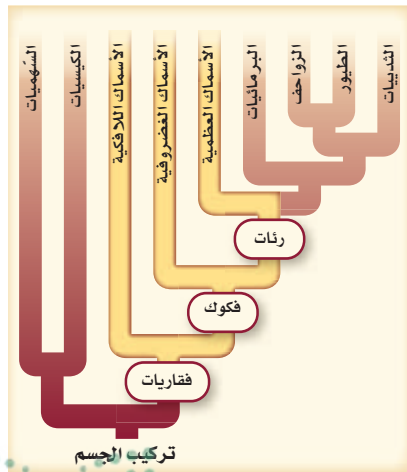 الثدييات
الطيور
الزواحف
البرمائيات
الأسماك العظمية
الأسماك الغضروفية
الأسماك اللافكية
الكيسيات
السهميات
رئات
فكوك
فقاريات
تركيب الجسم